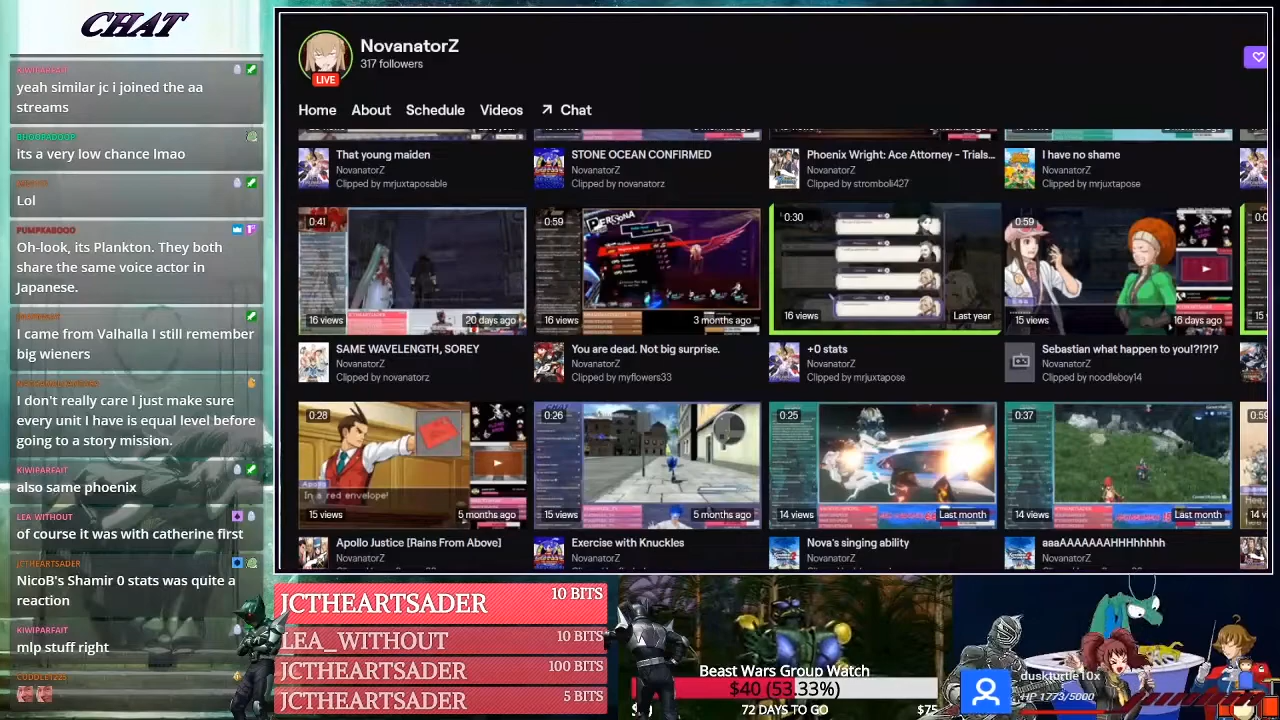 CHAT
KIWIPARFAIT
yeah similar jc i joined the aa
streams
its a very low chance lmao
Lol
PUMPKABOOO
Oh-look, its Plankton. They both
share the same voice actor in
Japanese.
I came from Valhalla I still remember
big wieners
I don't really care I just make sure
every unit I have is equal level before
going to a story mission.
KIWIPARFAIT
also same phoenix
LEA_WITHOUT
of course it was with catherine first
JCTHEARTSADER
NicoB's Shamir 0 stats was quite a
reaction
KIWIPARFAIT
mlp stuff right
CUDDLE1225
NovanatorZ
317 followers
LIVE
Home About Schedule Videos Chat
That young maiden
NovanatorZ
Clipped by mrjuxtaposable
STONE OCEAN CONFIRMED
NovanatorZ
Clipped by novanatorz
Phoenix Wright: Ace Attorney - Trials...
NovanatorZ
Clipped by stromboli427
I have no shame
NovanatorZ
Clipped by mrjuxtapose
0:41
16 views
20 days ago
SAME WAVELENGTH, SOREY
NovanatorZ
Clipped by novanatorz
0:59
PERSONA
16 views
3 months ago
You are dead. Not big surprise.
NovanatorZ
Clipped by myflowers33
0:30
16 views
Last year
+0 stats
NovanatorZ
Clipped by mrjuxtapose
0:59
15 views
16 days ago
Sebastian what happen to you!?!?!?
NovanatorZ
Clipped by noodleboy14
0:28
Apollo
In a red envelope!
15 views
5 months ago
Apollo Justice [Rains From Above]
NovanatorZ
0:26
15 views
5 months ago
Exercise with Knuckles
NovanatorZ
0:25
14 views
Last month
Nova's singing ability
NovanatorZ
0:37
14 views
Last month
aaaAAAAAAAHHHhhhhh
NovanatorZ
JCTHEARTSADER 10 BITS
LEA_WITHOUT 10 BITS
JCTHEARTSADER 100 BITS
JCTHEARTSADER 5 BITS
Beast Wars Group Watch
$40 (53.33%)
72 DAYS TO GO
$75
duskturtle10x
HP 1773/5000